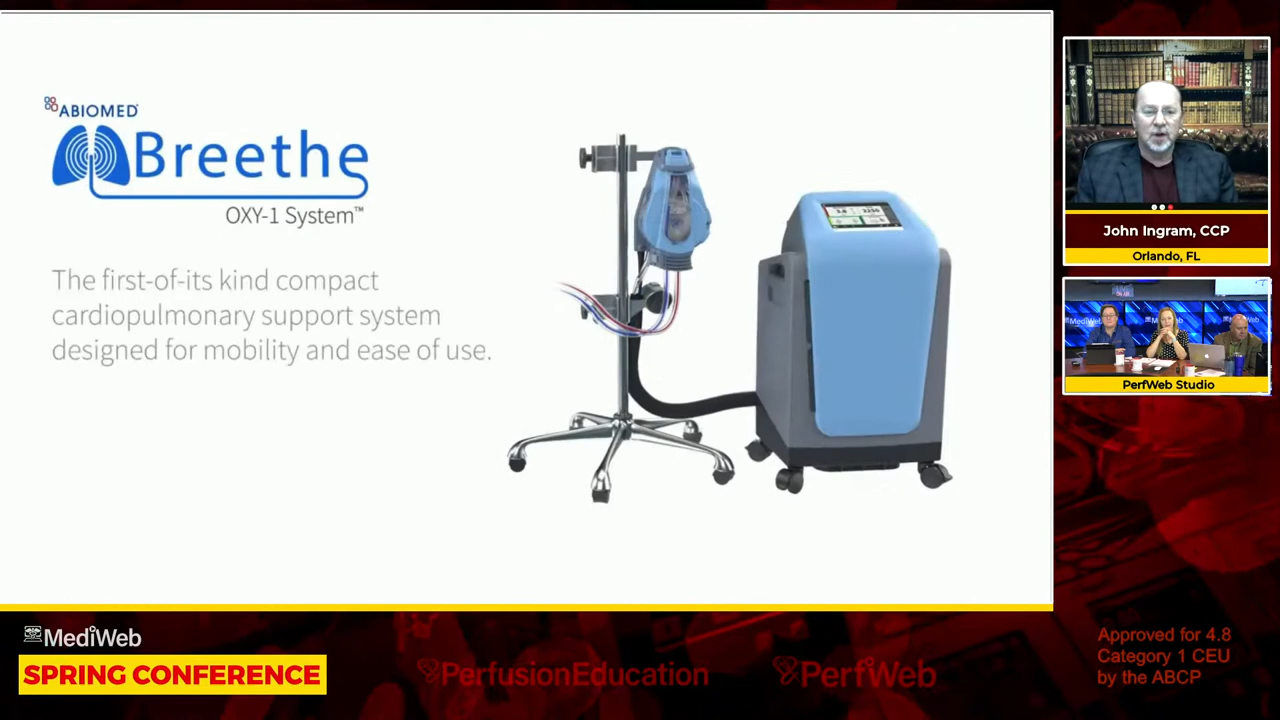 ABIOMED
Breethe
OXY-1 System™
The first-of-its kind compact
cardiopulmonary support system
designed for mobility and ease of use.
John Ingram, CCP
Orlando, FL
PerfWeb Studio
MediWeb
SPRING CONFERENCE
PerfusionEducation
PerfWeb
Approved for 4.8
Category 1 CEU
by the ABCP